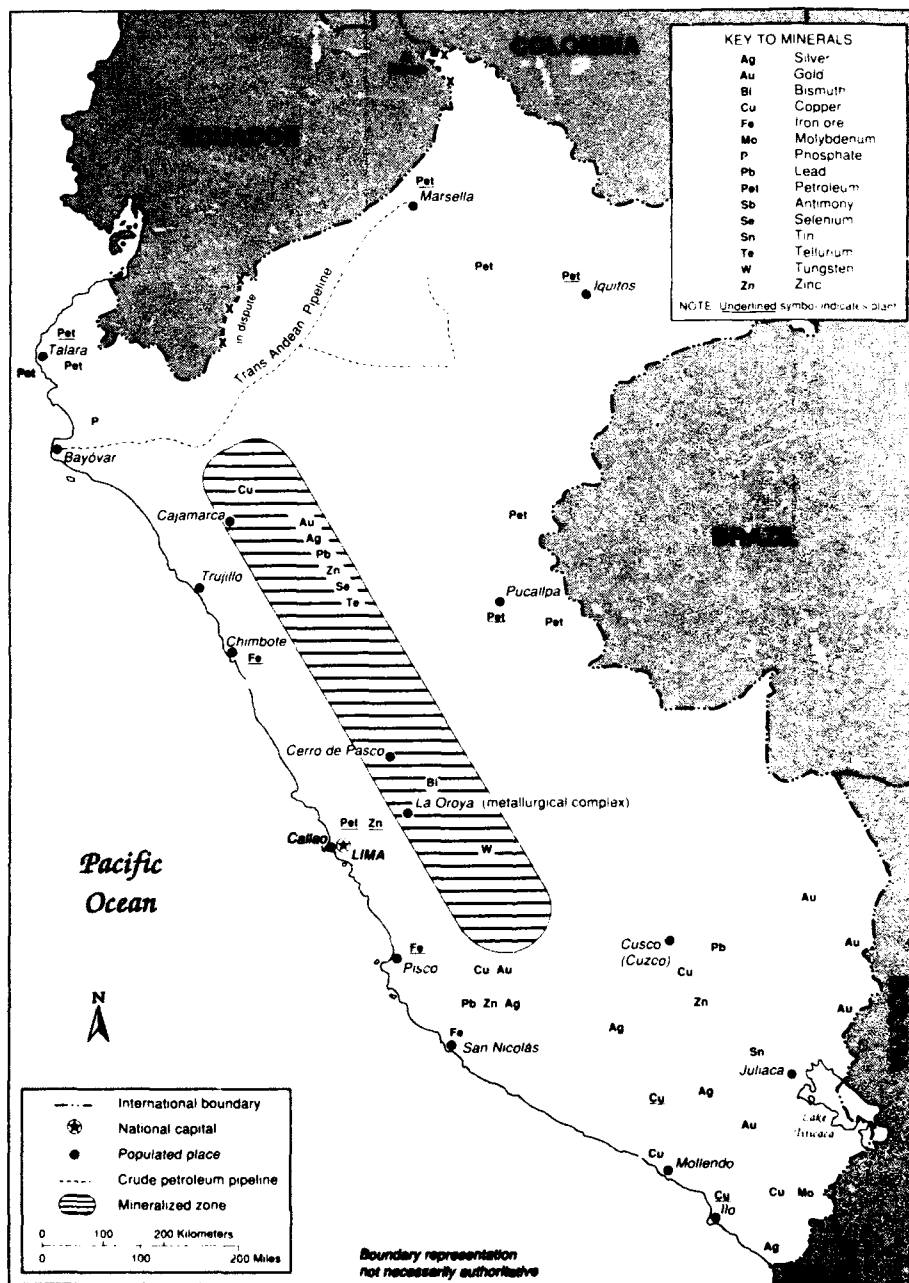 COLOMBIA
KEY TO MINERALS
Ag Silver
Au Gold
Bi Bismuth
Cu Copper
Fe Iron ore
Mo Molybdenum
P Phosphate
Pb Lead
Pet Petroleum
Sb Antimony
Se Selenium
Sn Tin
Te Tellurium
W Tungsten
Zn Zinc
NOTE: Underlined symbol indicates plant
ECUADOR
Pet
Marsella
Pet
Pet
Iquitos
In dispute
Trans Andean Pipeline
Pet
Talara
Pet
Pet
P
Bayóvar
Cu
Cajamarca
Au
Ag
Pb
Zn
Se
Te
Pet
BRAZIL
Trujillo
Pucallpa
Pet
Pet
Chimbote
Fe
Cerro de Pasco
Bi
La Oroya (metallurgical complex)
Pet Zn
Callao
LIMA
W
Pacific
Ocean
Au
Cusco
(Cuzco)
Pb
Au
Fe
Pisco
Cu Au
Cu
Pb Zn Ag
Zn
Au
N
Ag
Fe
San Nicolás
Sn
Juliaca
Cu
Ag
Lake
Titicaca
Au
Cu
Mollendo
Cu
Ilo
Cu Mo
Ag
International boundary
National capital
Populated place
Crude petroleum pipeline
Mineralized zone
0 100 200 Kilometers
0 100 200 Miles
Boundary representation
not necessarily authoritative